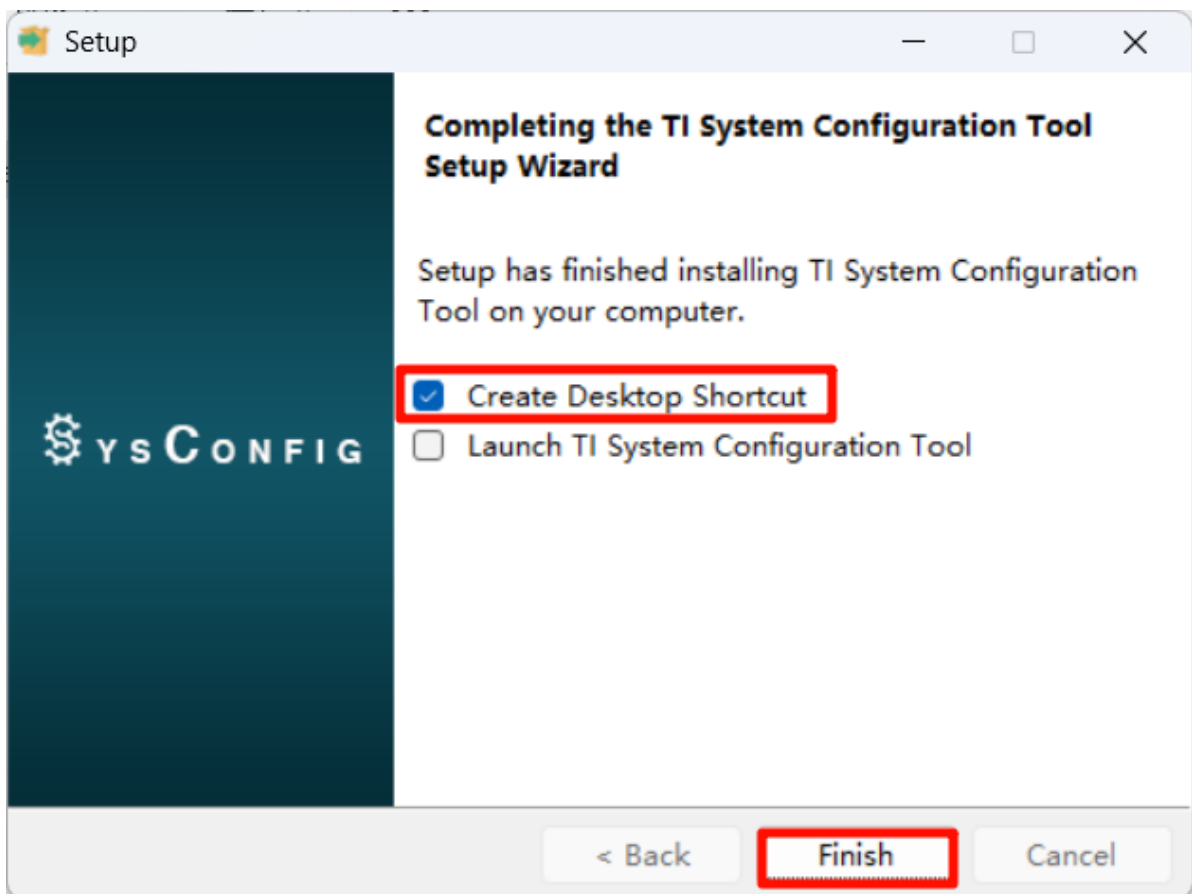 Setup
Completing the TI System Configuration Tool
Setup Wizard
Setup has finished installing TI System Configuration
Tool on your computer.
Create Desktop Shortcut
SYSCONFIG
Launch TI System Configuration Tool
< Back
Finish
Cancel